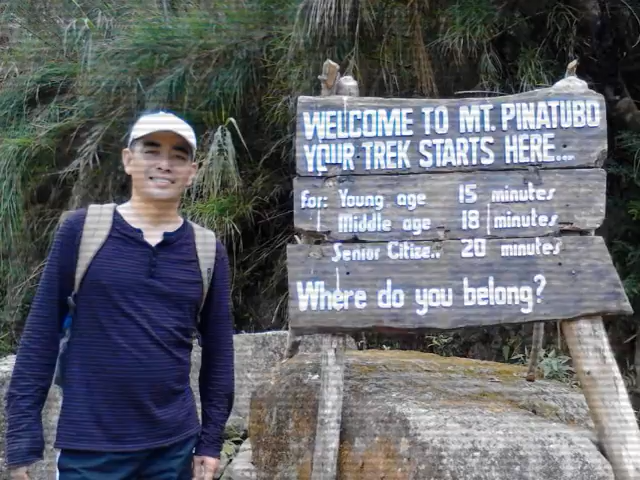 WELCOME TO MT. PINATUBO
YOUR TREK STARTS HERE....
for: Young age 15 minutes
Middle age 18 minutes
Senior Citizen 20 minutes
Where do you belong?